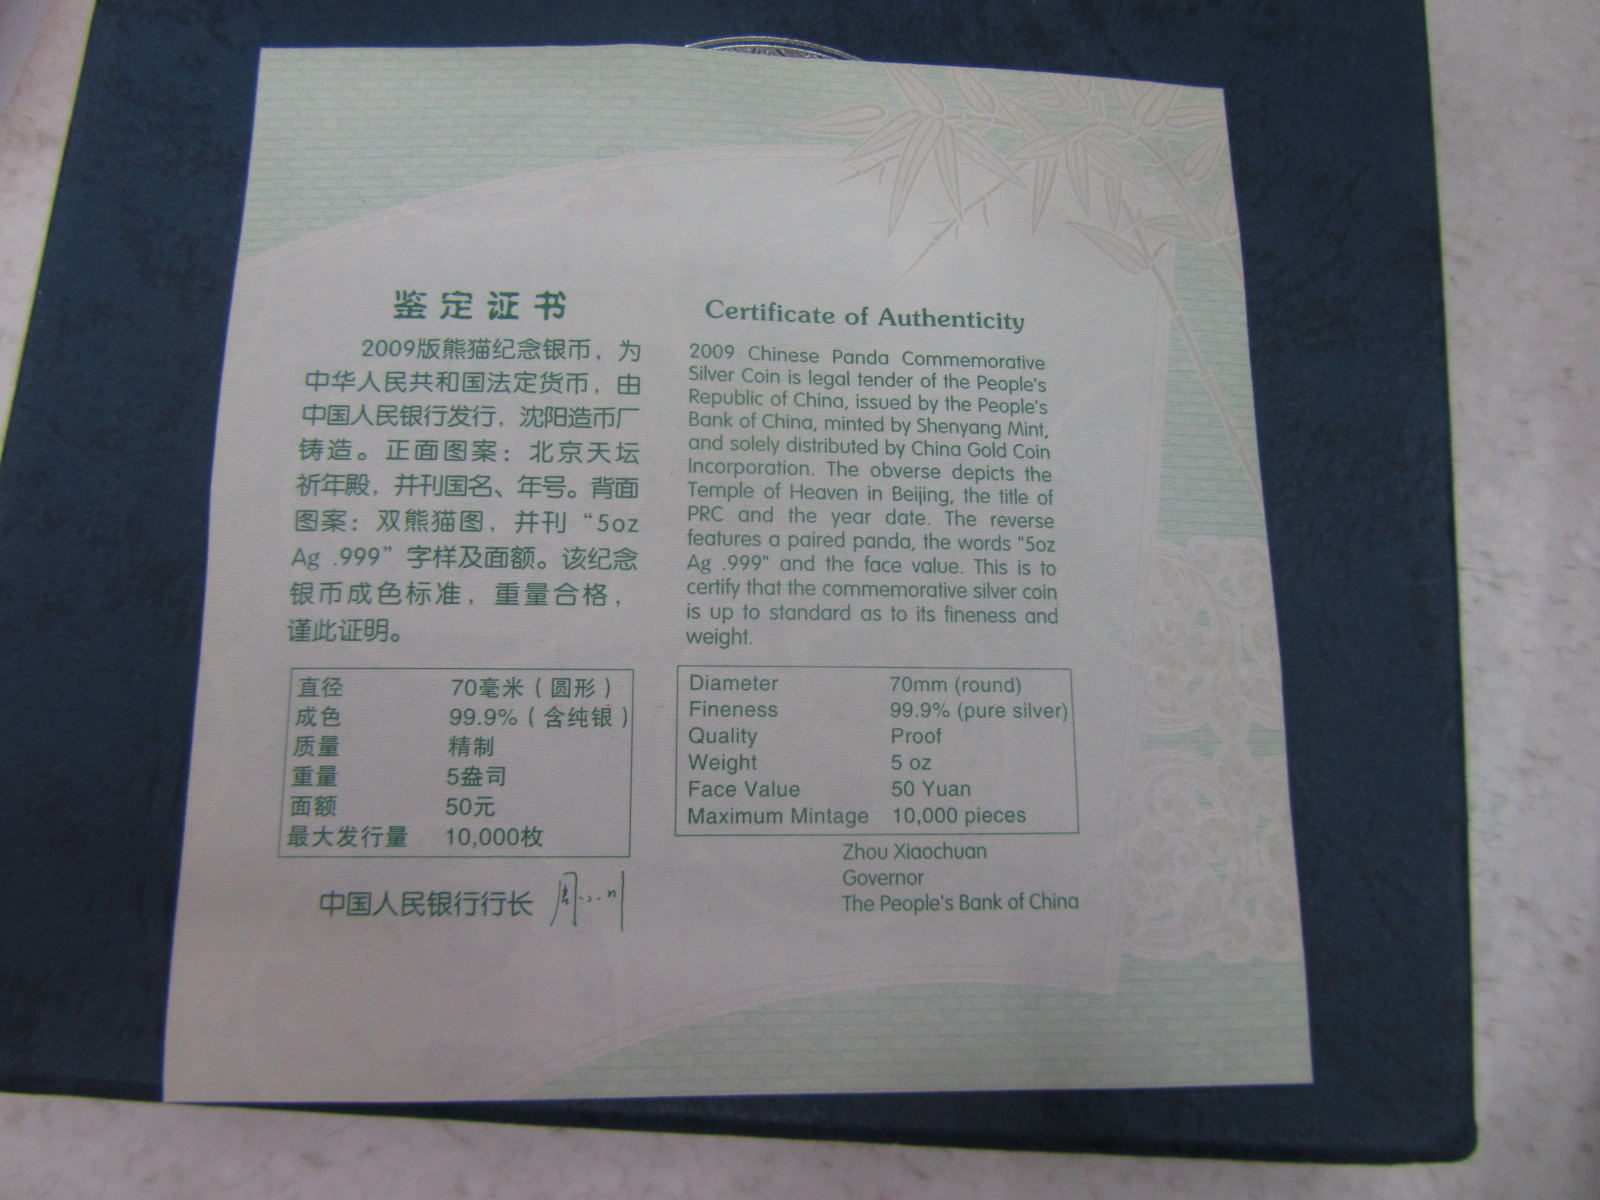 鉴定证书
2009版熊猫纪念银币，为
中华人民共和国法定货币，由
中国人民银行发行，沈阳造币厂
铸造。正面图案：北京天坛
祈年殿，并刊国名、年号。背面
图案：双熊猫图，并刊“5oz
Ag .999”字样及面额。该纪念
银币成色标准，重量合格，
谨此证明。
直径 70毫米（圆形）
成色 99.9%（含纯银）
质量 精制
重量 5盎司
面额 50元
最大发行量 10,000枚
中国人民银行行长
Certificate of Authenticity
2009 Chinese Panda Commemorative
Silver Coin is legal tender of the People's
Republic of China, issued by the People's
Bank of China, minted by Shenyang Mint,
and solely distributed by China Gold Coin
Incorporation. The obverse depicts the
Temple of Heaven in Beijing, the title of
PRC and the year date. The reverse
features a paired panda, the words "5oz
Ag .999" and the face value. This is to
certify that the commemorative silver coin
is up to standard as to its fineness and
weight.
Diameter 70mm (round)
Fineness 99.9% (pure silver)
Quality Proof
Weight 5 oz
Face Value 50 Yuan
Maximum Mintage 10,000 pieces
Zhou Xiaochuan
Governor
The People's Bank of China